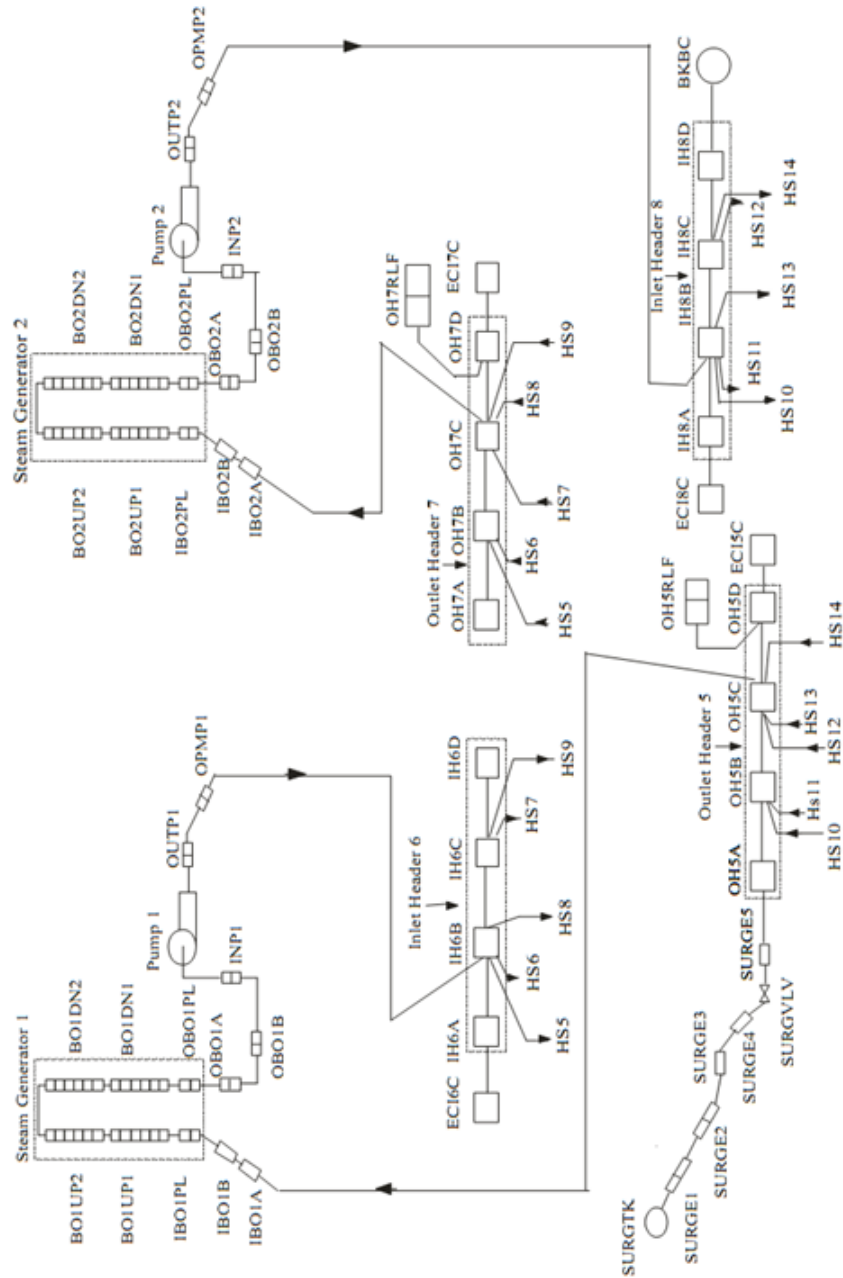 Steam Generator 1
BO1UP2
BO1DN2
BO1UP1
BO1DN1
IBO1PL
OBO1PL
IBO1B
OBO1A
IBO1A
OBO1B
INP1
Pump 1
OUTP1
OPMP1
Steam Generator 2
BO2UP2
BO2DN2
BO2UP1
BO2DN1
IBO2PL
OBO2PL
IBO2B
OBO2A
IBO2A
OBO2B
INP2
Pump 2
OUTP2
OPMP2
Inlet Header 6
EC16C
IH6A
IH6B
IH6C
IH6D
HS5
HS6
HS8
HS7
HS9
Outlet Header 7
OH7A
OH7B
OH7C
OH7D
OH7RLF
EC17C
HS5
HS6
HS7
HS8
HS9
SURGTK
SURGE1
SURGE2
SURGE3
SURGE4
SURGVLV
SURGE5
Outlet Header 5
OH5A
OH5B
OH5C
OH5D
OH5RLF
EC15C
HS10
Hs11
HS12
HS13
HS14
Inlet Header 8
EC18C
IH8A
IH8B
IH8C
IH8D
BKBC
HS10
HS11
HS13
HS12
HS14